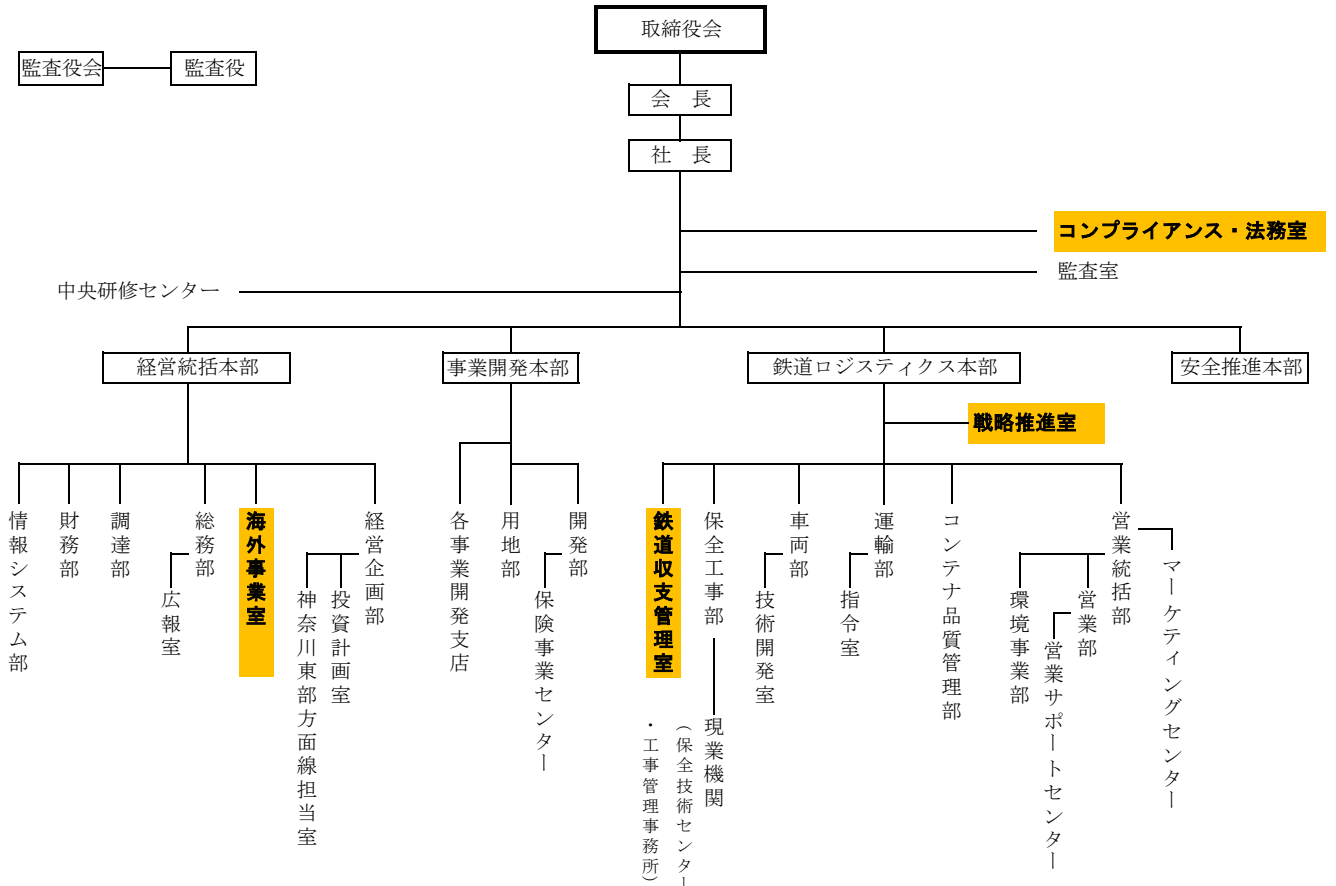 取締役会
監査役会
監査役
会　長
社　長
コンプライアンス・法務室
監査室
中央研修センター
経営統括本部
事業開発本部
鉄道ロジスティクス本部
安全推進本部
戦略推進室
情報システム部
財務部
調達部
総務部
広報室
海外事業室
経営企画部
投資計画室
神奈川東部方面線担当室
各事業開発支店
用地部
開発部
保険事業センター
鉄道収支管理室
保全工事部
現業機関
（保全技術センター
・工事管理事務所）
車両部
技術開発室
運輸部
指令室
コンテナ品質管理部
営業統括部
環境事業部
営業部
営業サポートセンター
マーケティングセンター